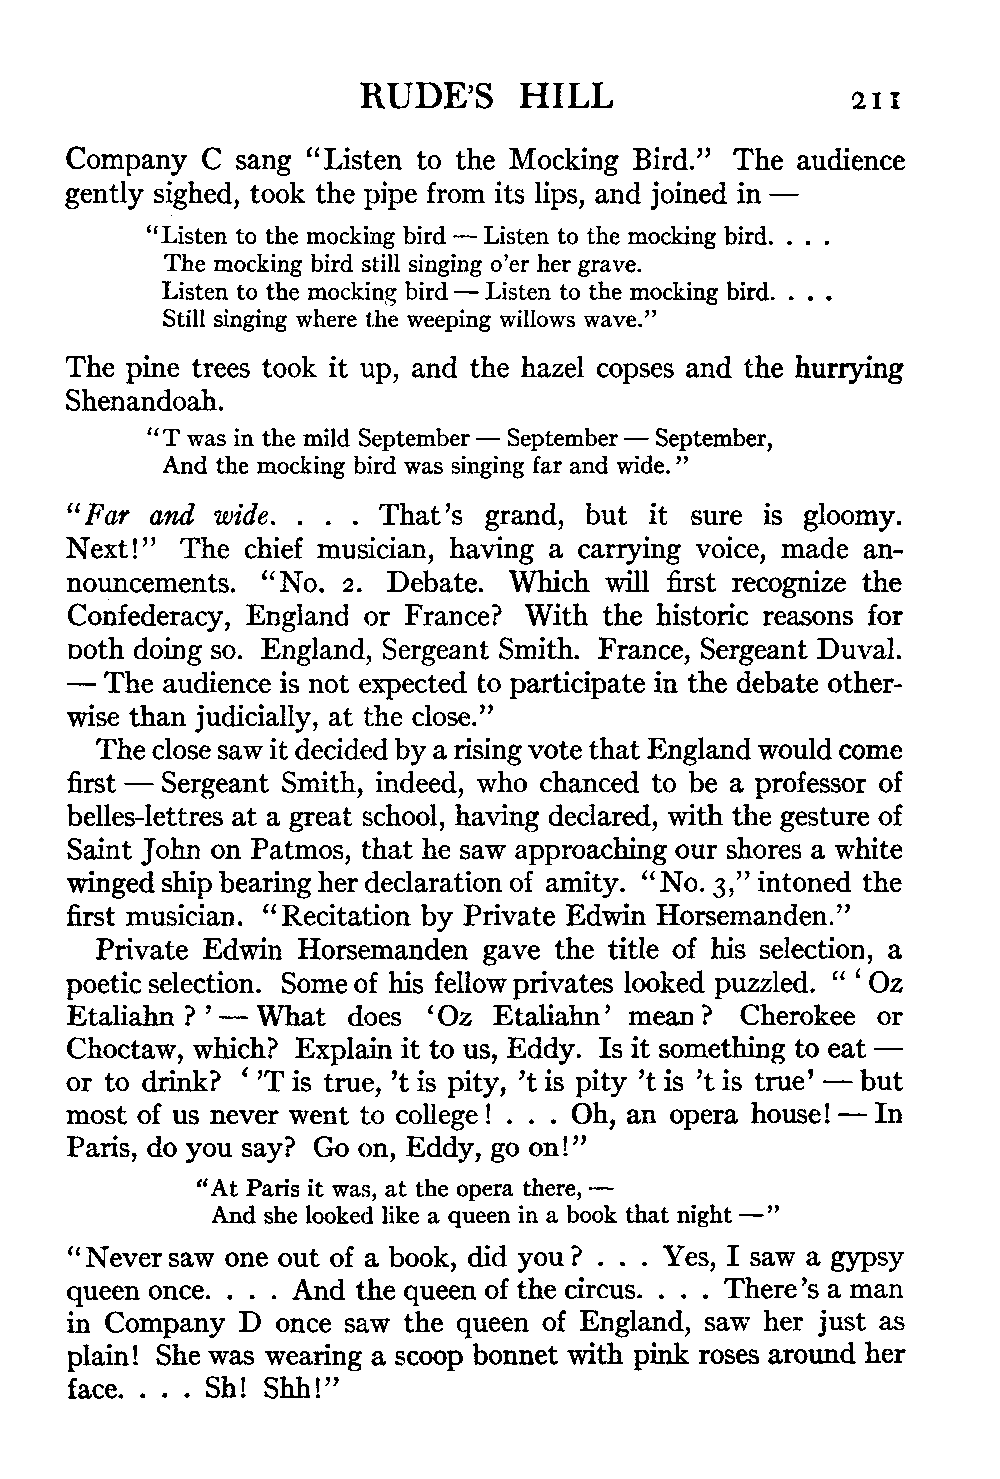 RUDE'S HILL 211
Company C sang "Listen to the Mocking Bird." The audience
gently sighed, took the pipe from its lips, and joined in —
"Listen to the mocking bird — Listen to the mocking bird. . . .
The mocking bird still singing o'er her grave.
Listen to the mocking bird — Listen to the mocking bird. . . .
Still singing where the weeping willows wave."
The pine trees took it up, and the hazel copses and the hurrying
Shenandoah.
"T was in the mild September — September — September,
And the mocking bird was singing far and wide."
"Far and wide. . . . That's grand, but it sure is gloomy.
Next!" The chief musician, having a carrying voice, made an-
nouncements. "No. 2. Debate. Which will first recognize the
Confederacy, England or France? With the historic reasons for
both doing so. England, Sergeant Smith. France, Sergeant Duval.
— The audience is not expected to participate in the debate other-
wise than judicially, at the close."
The close saw it decided by a rising vote that England would come
first — Sergeant Smith, indeed, who chanced to be a professor of
belles-lettres at a great school, having declared, with the gesture of
Saint John on Patmos, that he saw approaching our shores a white
winged ship bearing her declaration of amity. "No. 3," intoned the
first musician. "Recitation by Private Edwin Horsemanden."
Private Edwin Horsemanden gave the title of his selection, a
poetic selection. Some of his fellow privates looked puzzled. " ' Oz
Etaliahn ? ' — What does 'Oz Etaliahn' mean ? Cherokee or
Choctaw, which? Explain it to us, Eddy. Is it something to eat —
or to drink? ' 'T is true, 't is pity, 't is pity 't is 't is true' — but
most of us never went to college ! . . . Oh, an opera house! — In
Paris, do you say? Go on, Eddy, go on!"
"At Paris it was, at the opera there, —
And she looked like a queen in a book that night —"
"Never saw one out of a book, did you ? . . . Yes, I saw a gypsy
queen once. . . . And the queen of the circus. . . . There's a man
in Company D once saw the queen of England, saw her just as
plain! She was wearing a scoop bonnet with pink roses around her
face. . . . Sh! Shh!"